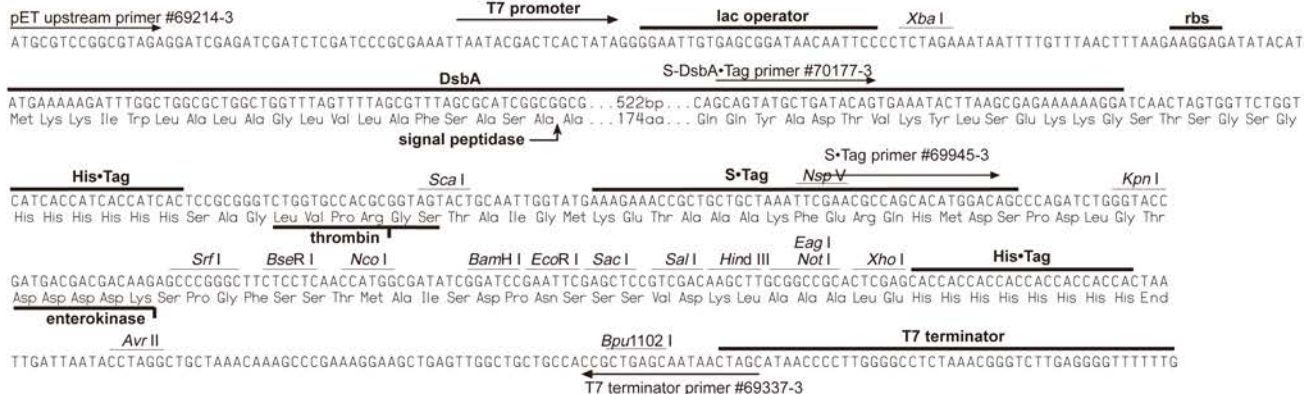 pET upstream primer #69214-3
T7 promoter
lac operator
Xba I
rbs
ATGCGTCCGGCGTAGAGGATCGAGATCGATCTCGATCCCGCGAAATTAATACGACTCACTATAGGGGAATTGTGAGCGGATAACAATTCCCCTCTAGAAATAATTTTGTTTAACTTTAAGAAGGAGATATACAT
DsbA
S-DsbA•Tag primer #70177-3
ATGAAAAAGATTTGGCTGGCGCTGGCTGGTTTAGTTTTAGCGTTTAGCGCATCGGCGGCG...522bp...CAGCAGTATGCTGATACAGTGAAATACTTAAGCGAGAAAAAAGGATCAACTAGTGGTTCTGGT
Met Lys Lys Ile Trp Leu Ala Leu Ala Gly Leu Val Leu Ala Phe Ser Ala Ser Ala Ala...174aa...Gln Gln Tyr Ala Asp Thr Val Lys Tyr Leu Ser Glu Lys Lys Gly Ser Thr Ser Gly Ser Gly
signal peptidase
S•Tag primer #69945-3
His•Tag
Sca I
S•Tag
Nsp V
Kpn I
CATCACCATCACCATCACTCCGCGGGTCTGGTGCCACGCGGTAGTACTGCAATTGGTATGAAAGAAACCGCTGCTGCTAAATTCGAACGCCAGCACATGGACAGCCCAGATCTGGGTACC
His His His His His His Ser Ala Gly Leu Val Pro Arg Gly Ser Thr Ala Ile Gly Met Lys Glu Thr Ala Ala Ala Lys Phe Glu Arg Gln His Met Asp Ser Pro Asp Leu Gly Thr
thrombin
Srf I
BseR I
Nco I
BamH I
EcoR I
Sac I
Sal I
Hind III
Eag I
Not I
Xho I
His•Tag
GATGACGACGACAAGAGCCCGGGCTTCTCCTCAACCATGGCGATATCGGATCCGAATTCGAGCTCCGTCGACAAGCTTGCGGCCGCACTCGAGCACCACCACCACCACCACCACCACTAA
Asp Asp Asp Asp Lys Ser Pro Gly Phe Ser Ser Thr Met Ala Ile Ser Asp Pro Asn Ser Ser Ser Val Asp Lys Leu Ala Ala Ala Leu Glu His His His His His His His His End
enterokinase
Avr II
Bpu1102 I
T7 terminator
TTGATTAATACCTAGGCTGCTAAACAAAGCCCGAAAGGAAGCTGAGTTGGCTGCTGCCACCGCTGAGCAATAACTAGCATAACCCCTTGGGGCCTCTAAACGGGTCTTGAGGGGTTTTTTG
T7 terminator primer #69337-3